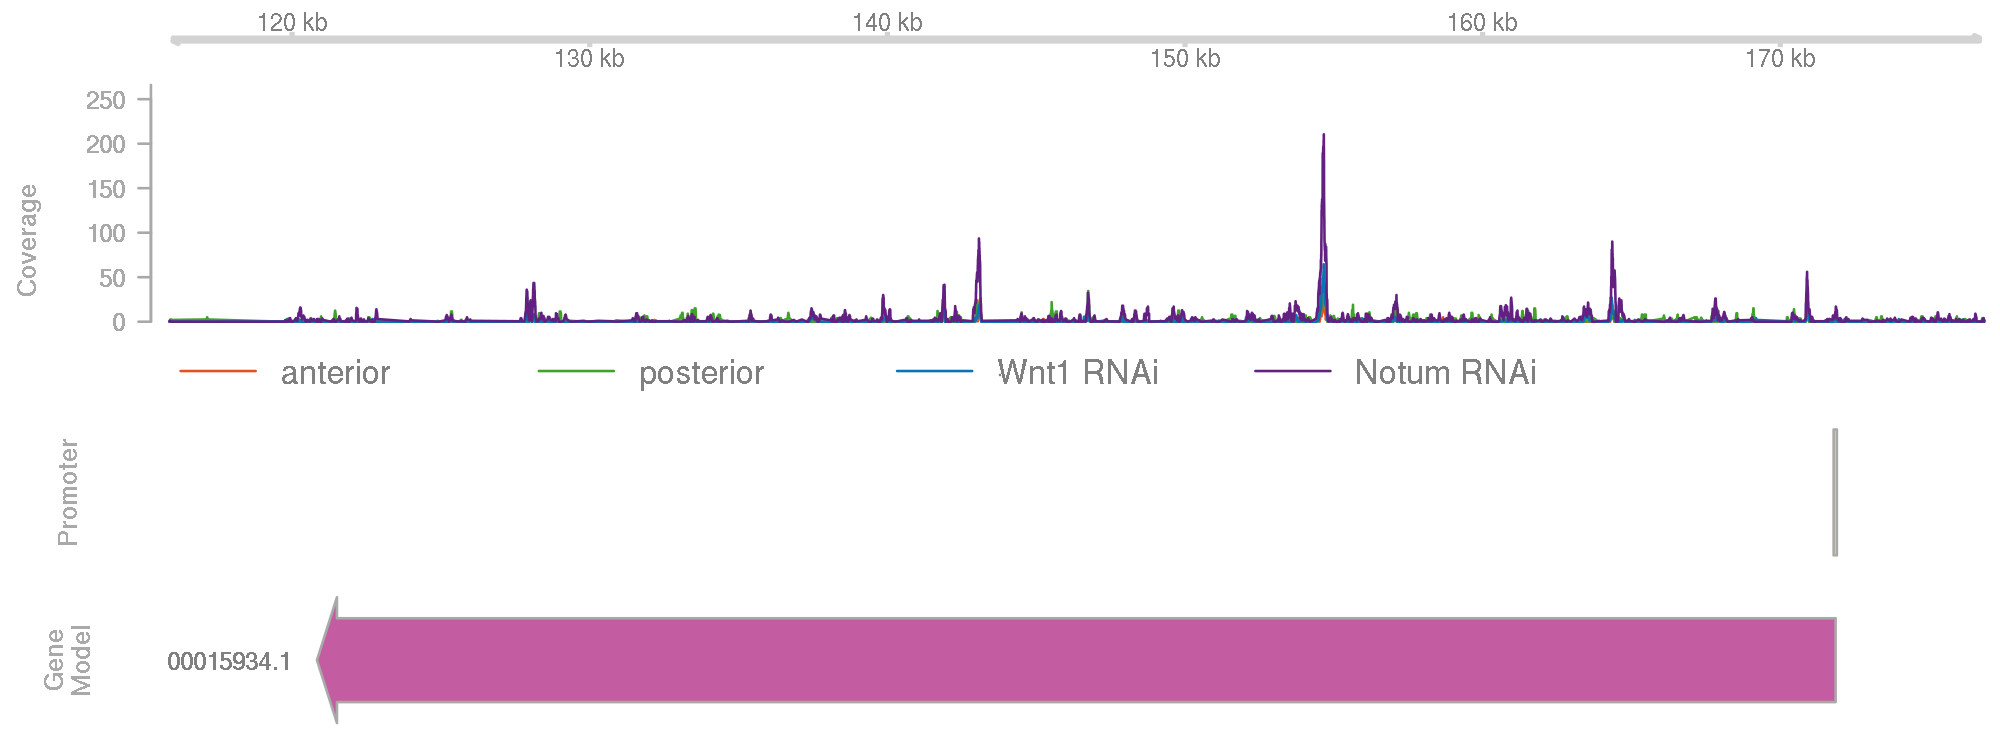 120 kb 140 kb 160 kb
130 kb 150 kb 170 kb
Coverage
250
200
150
100
50
0
anterior posterior Wnt1 RNAi Notum RNAi
Promoter
Gene
Model
00015934.1